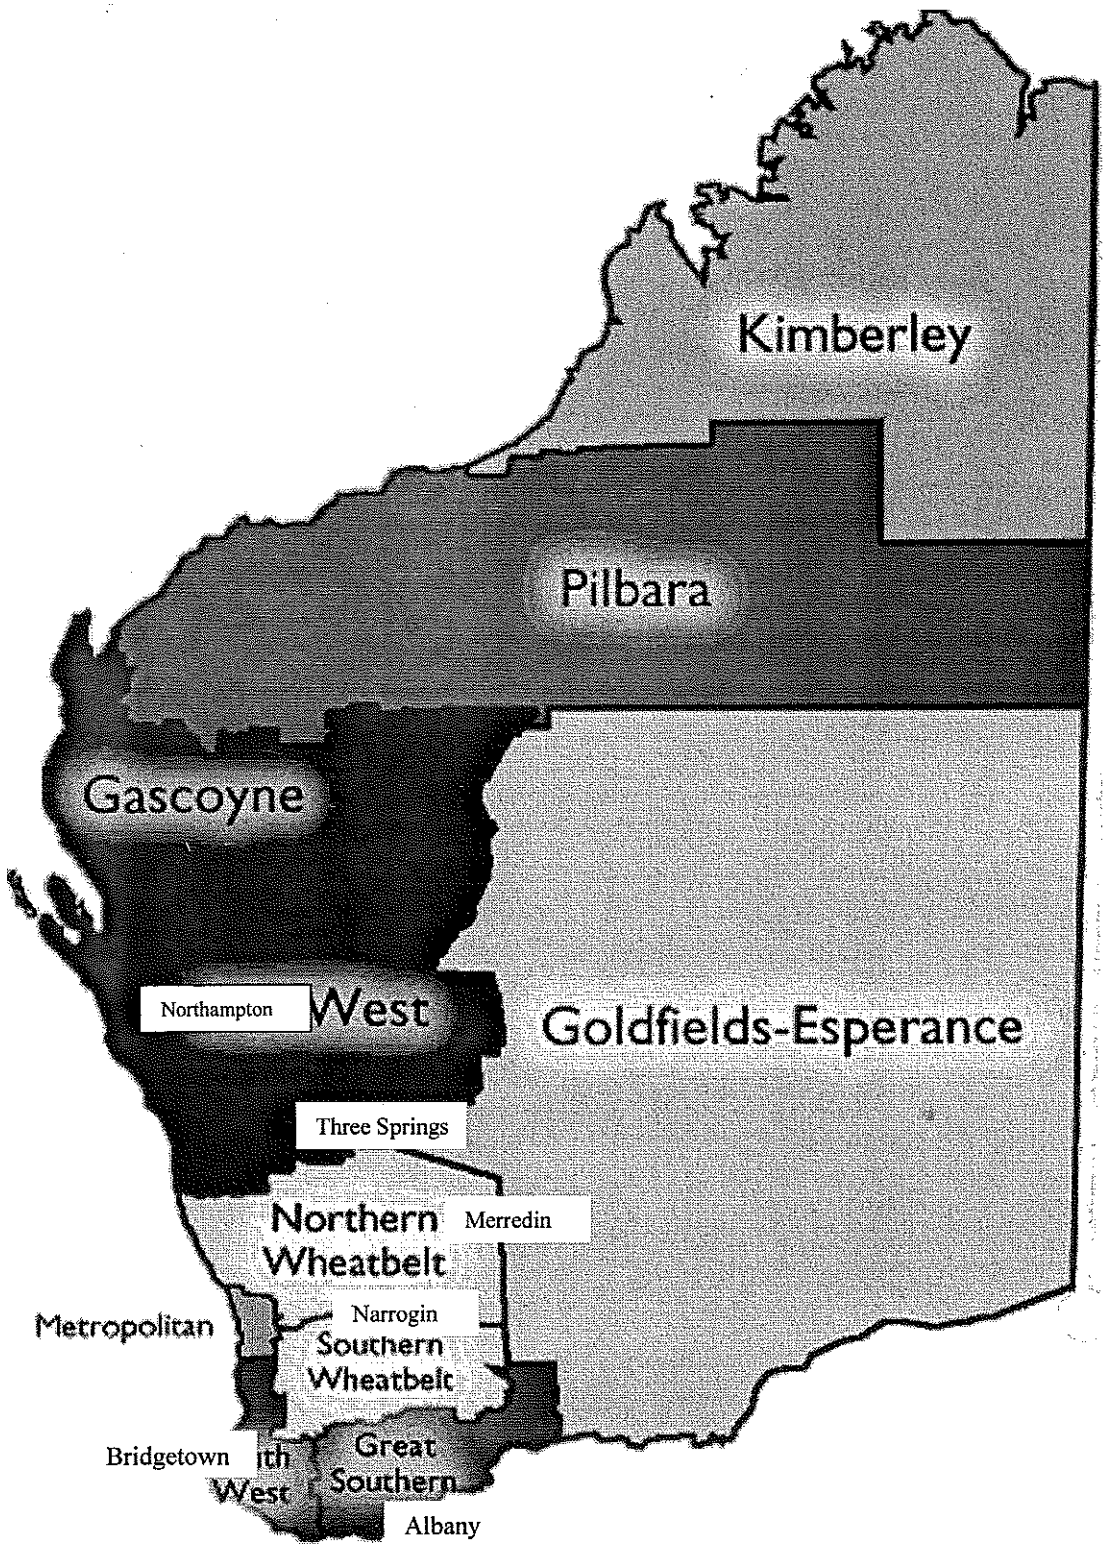 Kimberley
Pilbara
Gascoyne
Northampton
West
Goldfields-Esperance
Three Springs
Northern
Wheatbelt
Merredin
Metropolitan
Narrogin
Southern
Wheatbelt
Bridgetown
uth
West
Great
Southern
Albany